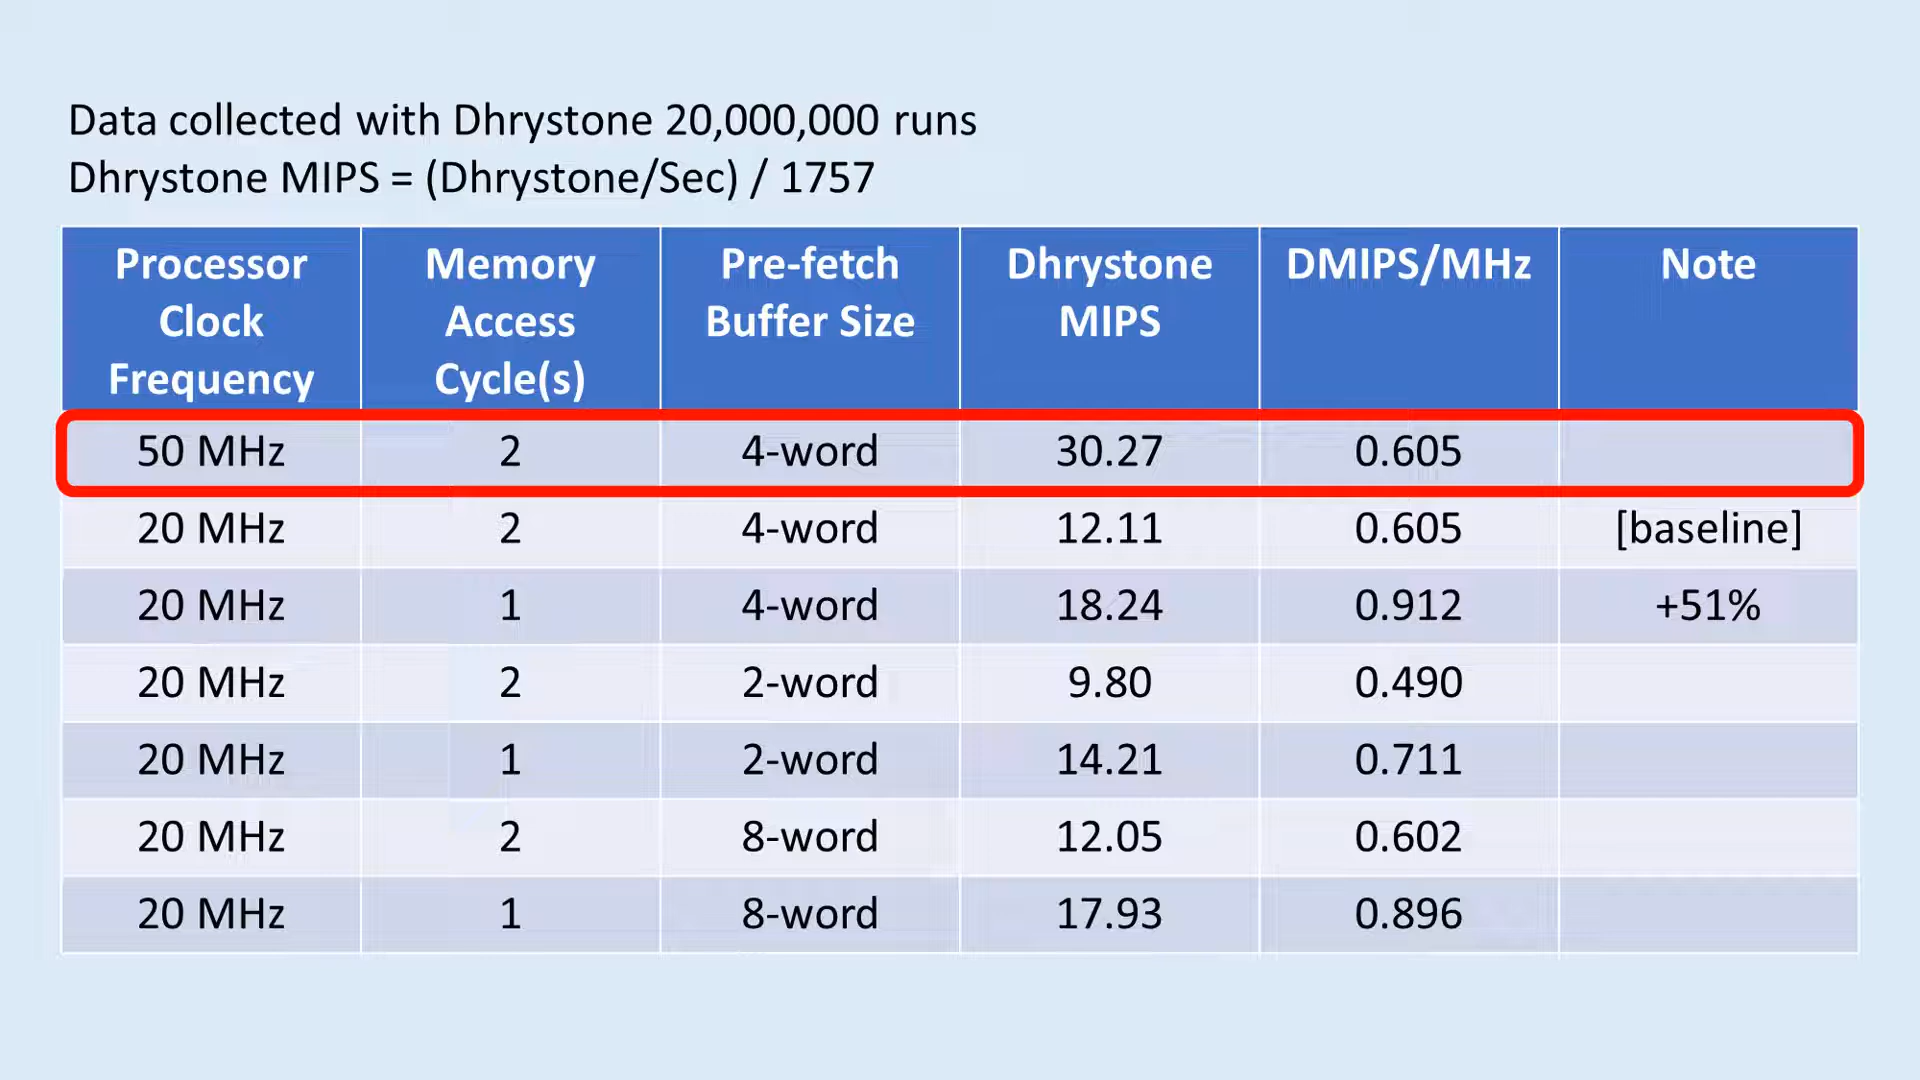 Data collected with Dhrystone 20,000,000 runs
Dhrystone MIPS = (Dhrystone/Sec) / 1757
Processor Clock Frequency Memory Access Cycle(s) Pre-fetch Buffer Size Dhrystone MIPS DMIPS/MHz Note
50 MHz 2 4-word 30.27 0.605
20 MHz 2 4-word 12.11 0.605 [baseline]
20 MHz 1 4-word 18.24 0.912 +51%
20 MHz 2 2-word 9.80 0.490
20 MHz 1 2-word 14.21 0.711
20 MHz 2 8-word 12.05 0.602
20 MHz 1 8-word 17.93 0.896